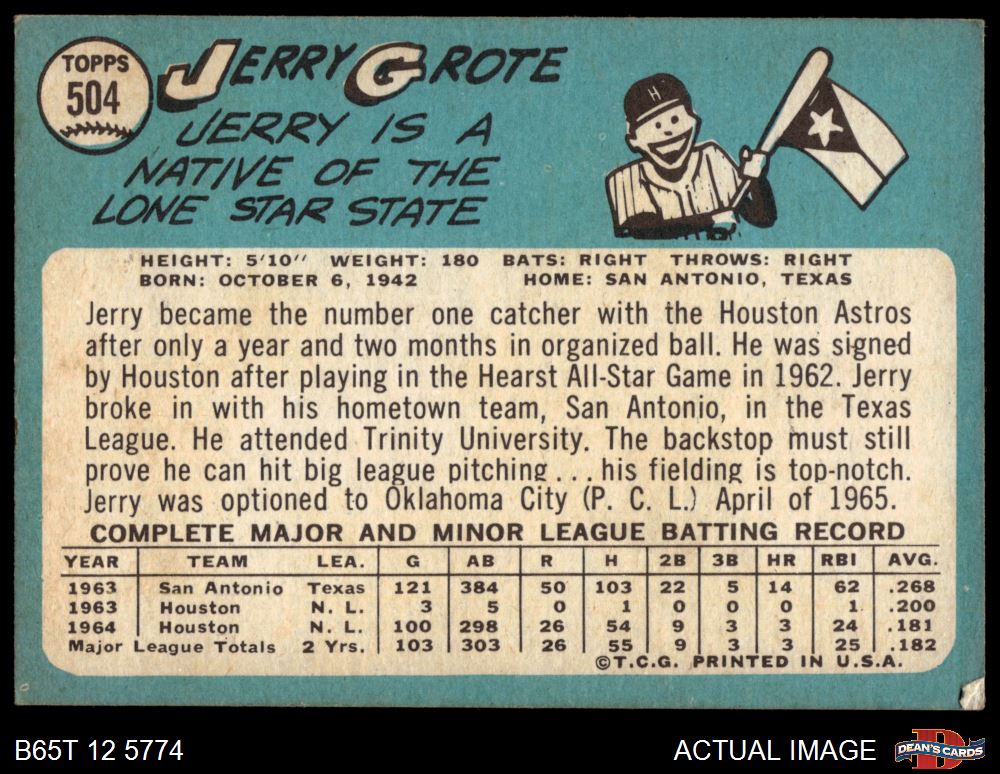 TOPPS
504
JERRY GROTE
JERRY IS A
NATIVE OF THE
LONE STAR STATE
H
HEIGHT: 5'10" WEIGHT: 180 BATS: RIGHT THROWS: RIGHT
BORN: OCTOBER 6, 1942 HOME: SAN ANTONIO, TEXAS
Jerry became the number one catcher with the Houston Astros
after only a year and two months in organized ball. He was signed
by Houston after playing in the Hearst All-Star Game in 1962. Jerry
broke in with his hometown team, San Antonio, in the Texas
League. He attended Trinity University. The backstop must still
prove he can hit big league pitching . . . his fielding is top-notch.
Jerry was optioned to Oklahoma City (P. C. L.) April of 1965.
COMPLETE MAJOR AND MINOR LEAGUE BATTING RECORD
YEAR TEAM LEA. G AB R H 2B 3B HR RBI AVG.
1963 San Antonio Texas 121 384 50 103 22 5 14 62 .268
1963 Houston N. L. 3 5 0 1 0 0 0 1 .200
1964 Houston N. L. 100 298 26 54 9 3 3 24 .181
Major League Totals 2 Yrs. 103 303 26 55 9 3 3 25 .182
©T.C.G. PRINTED IN U.S.A.
B65T 12 5774 ACTUAL IMAGE
D
DEAN'S CARDS